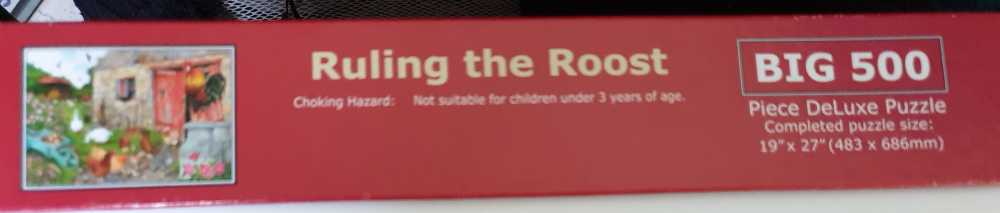 Ruling the Roost
Choking Hazard: Not suitable for children under 3 years of age.
BIG 500
Piece DeLuxe Puzzle
Completed puzzle size:
19" x 27" (483 x 686mm)